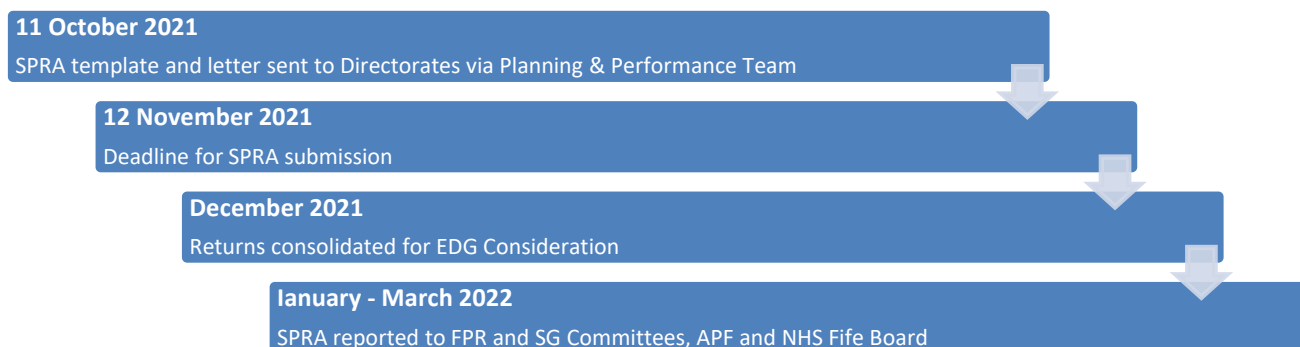 11 October 2021
SPRA template and letter sent to Directorates via Planning & Performance Team
12 November 2021
Deadline for SPRA submission
December 2021
Returns consolidated for EDG Consideration
January - March 2022
SPRA reported to FPR and SG Committees, APF and NHS Fife Board